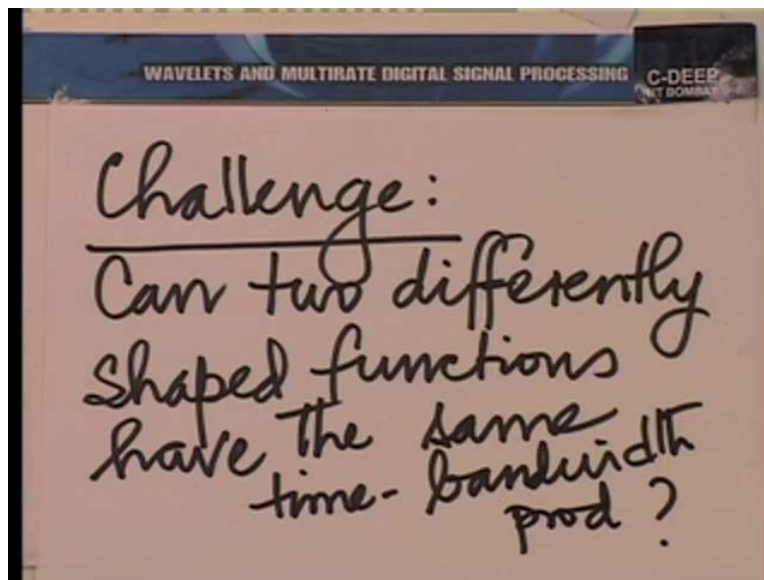 WAVELETS AND MULTIRATE DIGITAL SIGNAL PROCESSING
C-DEEP
IIT BOMBAY
Challenge:
Can two differently
shaped functions
have the same
time-bandwidth
prod?